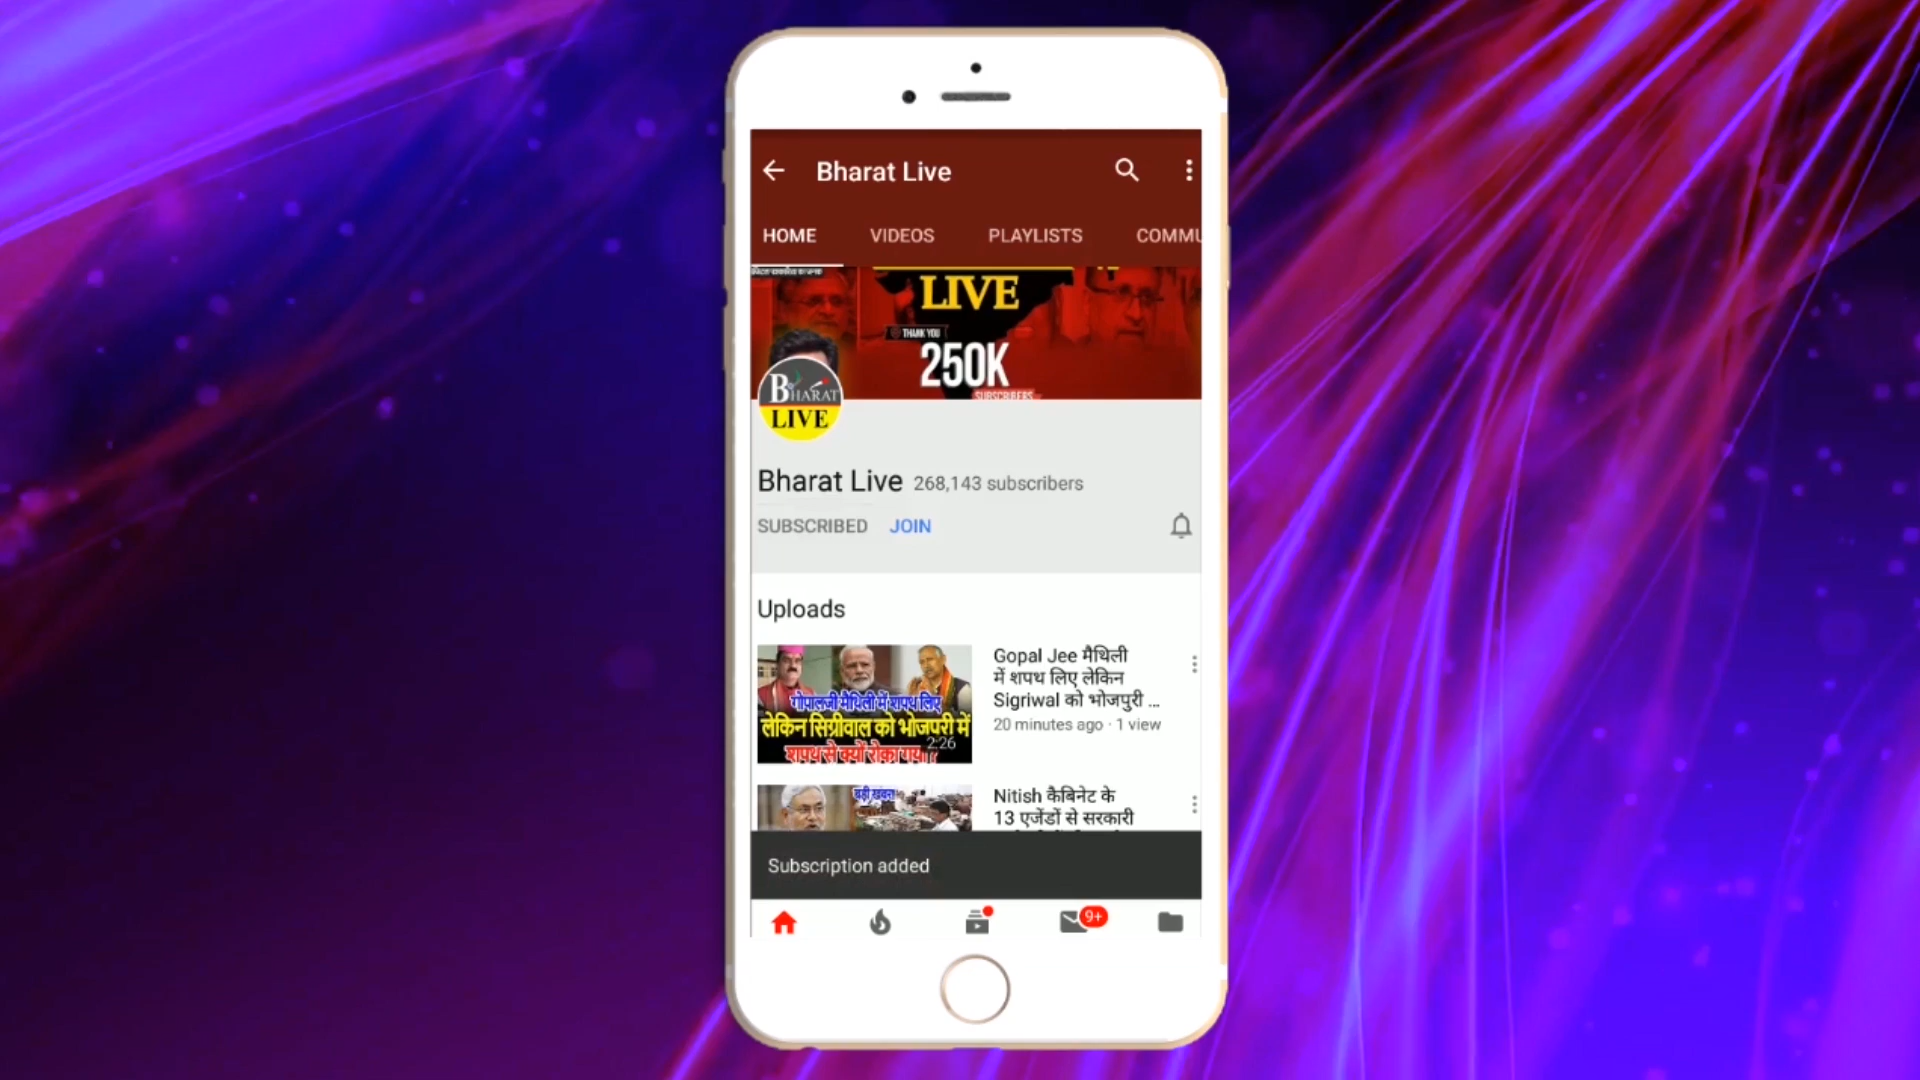 Bharat Live
HOME VIDEOS PLAYLISTS COMMU
LIVE
THANK YOU
250K
SUBSCRIBERS
BHARAT
LIVE
Bharat Live 268,143 subscribers
SUBSCRIBED JOIN
Uploads
गोपालजी मैथिली में शपथ लिए
लेकिन सिग्रीवाल को भोजपुरी में
शपथ से क्यों रोका गया?
2:26
Gopal Jee मैथिली
में शपथ लिए लेकिन
Sigriwal को भोजपुरी ...
20 minutes ago · 1 view
बड़ी खबर!
Nitish कैबिनेट के
13 एजेंडों से सरकारी
Subscription added
9+